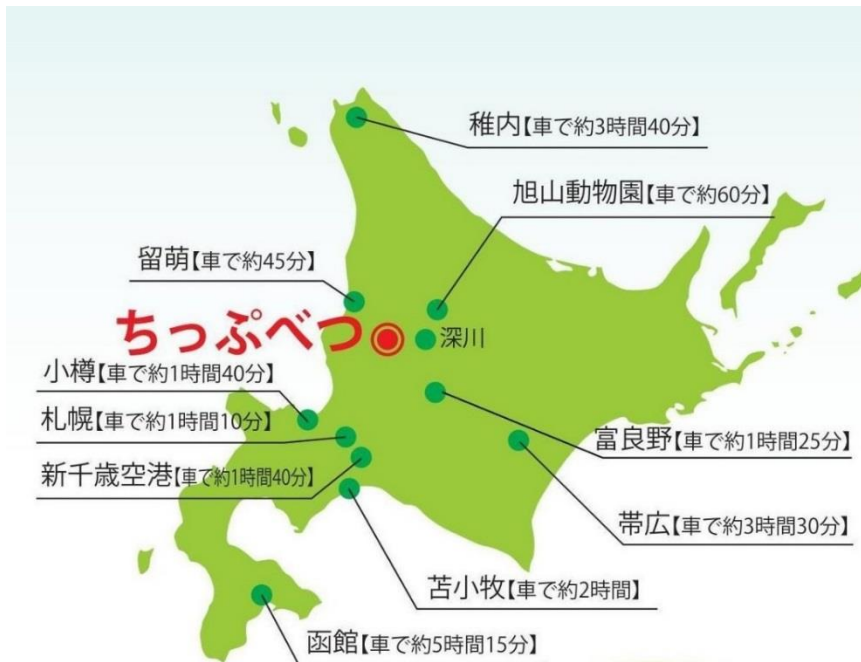 稚内【車で約3時間40分】
旭山動物園【車で約60分】
留萌【車で約45分】
ちっぷべつ
深川
小樽【車で約1時間40分】
札幌【車で約1時間10分】
富良野【車で約1時間25分】
新千歳空港【車で約1時間40分】
帯広【車で約3時間30分】
苫小牧【車で約2時間】
函館【車で約5時間15分】